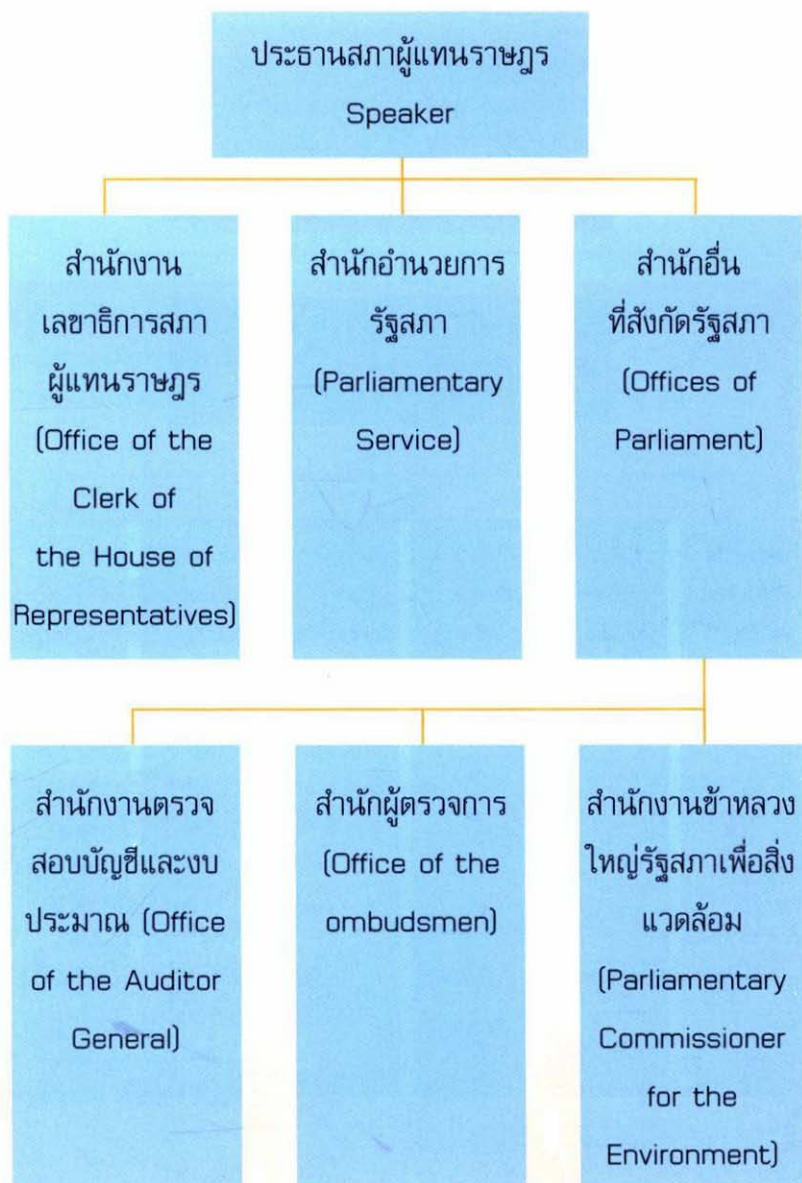 ประธานสภาผู้แทนราษฎร
Speaker
สำนักงาน
เลขาธิการสภา
ผู้แทนราษฎร
(Office of the
Clerk of
the House of
Representatives)
สำนักอำนวยการ
รัฐสภา
(Parliamentary
Service)
สำนักอื่น
ที่สังกัดรัฐสภา
(Offices of
Parliament)
สำนักงานตรวจ
สอบบัญชีและงบ
ประมาณ (Office
of the Auditor
General)
สำนักผู้ตรวจการ
(Office of the
ombudsmen)
สำนักงานข้าหลวง
ใหญ่รัฐสภาเพื่อสิ่ง
แวดล้อม
(Parliamentary
Commissioner
for the
Environment)